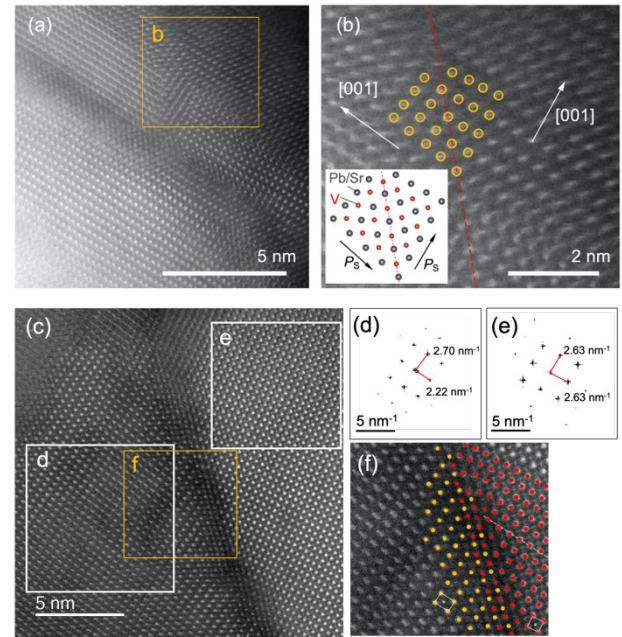 (a)
b
5 nm
(b)
[001]
[001]
Pb/Sr
V
PS
PS
2 nm
(c)
e
d
f
5 nm
(d)
2.70 nm-1
2.22 nm-1
5 nm-1
(e)
2.63 nm-1
2.63 nm-1
5 nm-1
(f)